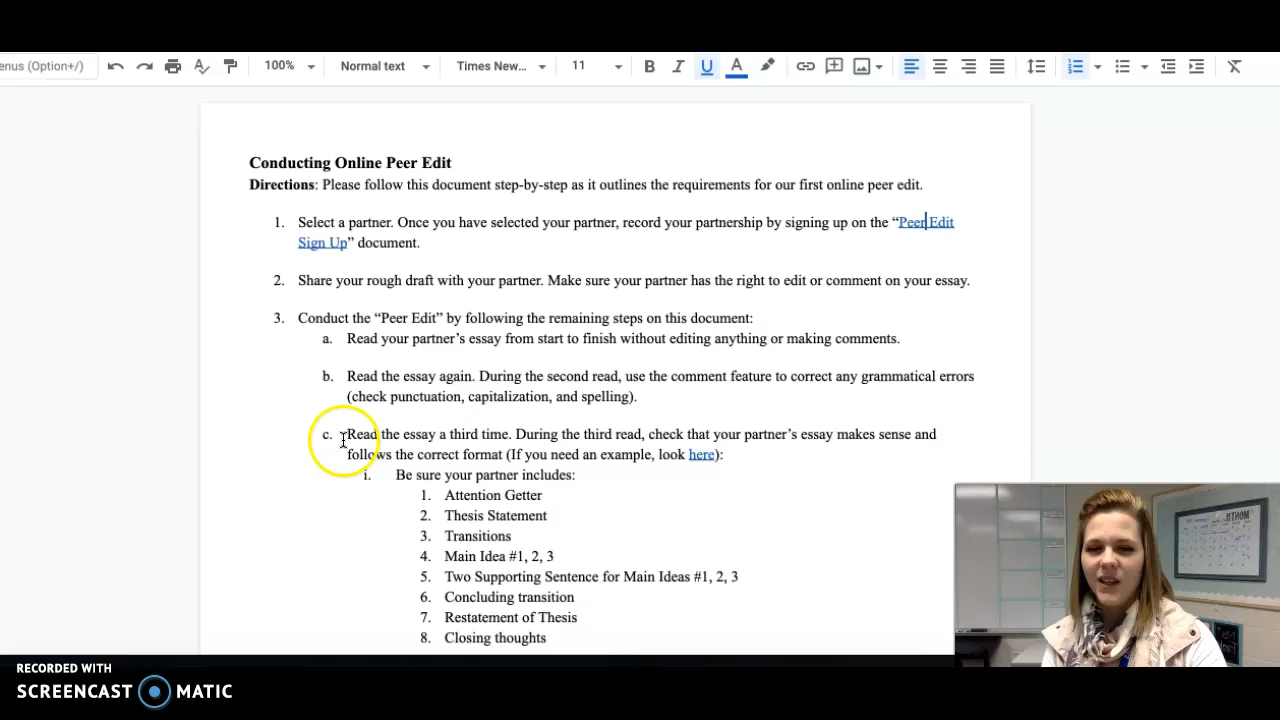 enus (Option+/) 100% Normal text Times New... 11
Conducting Online Peer Edit
Directions: Please follow this document step-by-step as it outlines the requirements for our first online peer edit.
1. Select a partner. Once you have selected your partner, record your partnership by signing up on the “Peer Edit
Sign Up” document.
2. Share your rough draft with your partner. Make sure your partner has the right to edit or comment on your essay.
3. Conduct the “Peer Edit” by following the remaining steps on this document:
a. Read your partner’s essay from start to finish without editing anything or making comments.
b. Read the essay again. During the second read, use the comment feature to correct any grammatical errors
(check punctuation, capitalization, and spelling).
c. Read the essay a third time. During the third read, check that your partner’s essay makes sense and
follows the correct format (If you need an example, look here):
i. Be sure your partner includes:
1. Attention Getter
2. Thesis Statement
3. Transitions
4. Main Idea #1, 2, 3
5. Two Supporting Sentence for Main Ideas #1, 2, 3
6. Concluding transition
7. Restatement of Thesis
8. Closing thoughts
RECORDED WITH
SCREENCAST MATIC